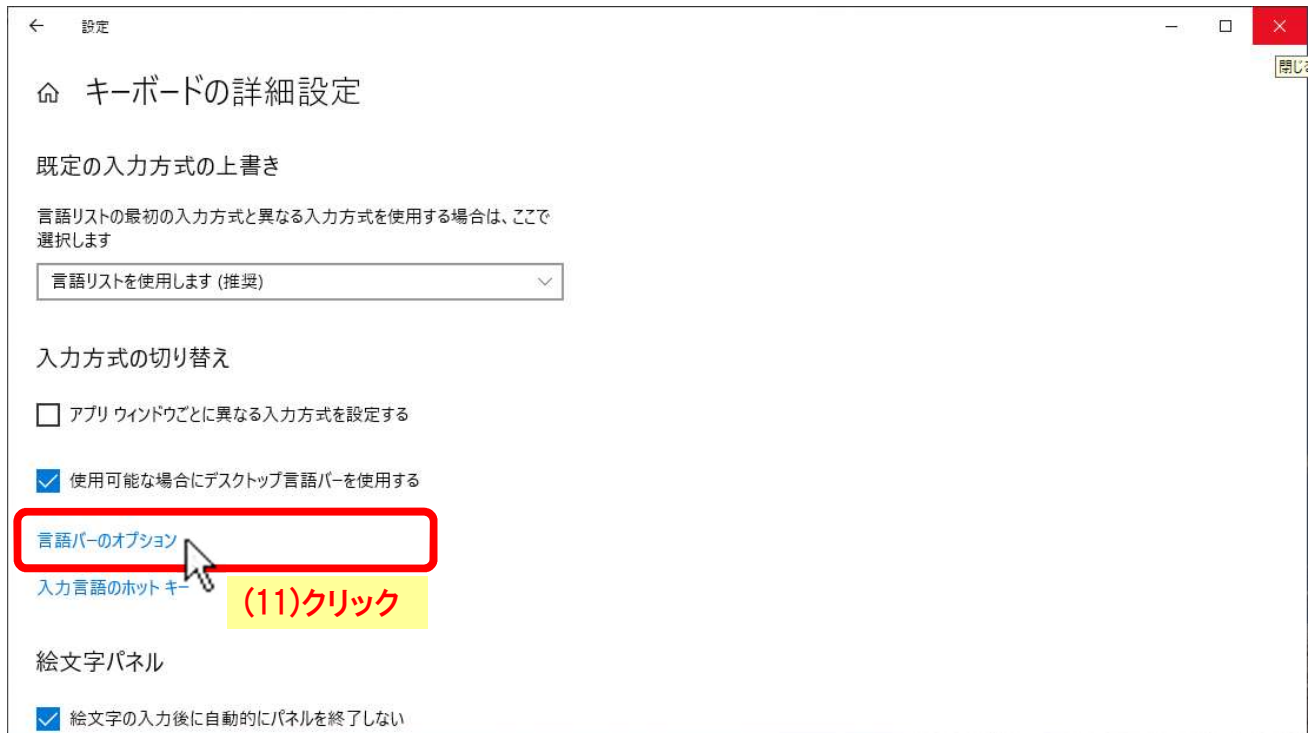 設定
閉じ
キーボードの詳細設定
既定の入力方式の上書き
言語リストの最初の入力方式と異なる入力方式を使用する場合は、ここで
選択します
言語リストを使用します (推奨)
入力方式の切り替え
アプリ ウィンドウごとに異なる入力方式を設定する
使用可能な場合にデスクトップ言語バーを使用する
言語バーのオプション
入力言語のホット キー
(11)クリック
絵文字パネル
絵文字の入力後に自動的にパネルを終了しない